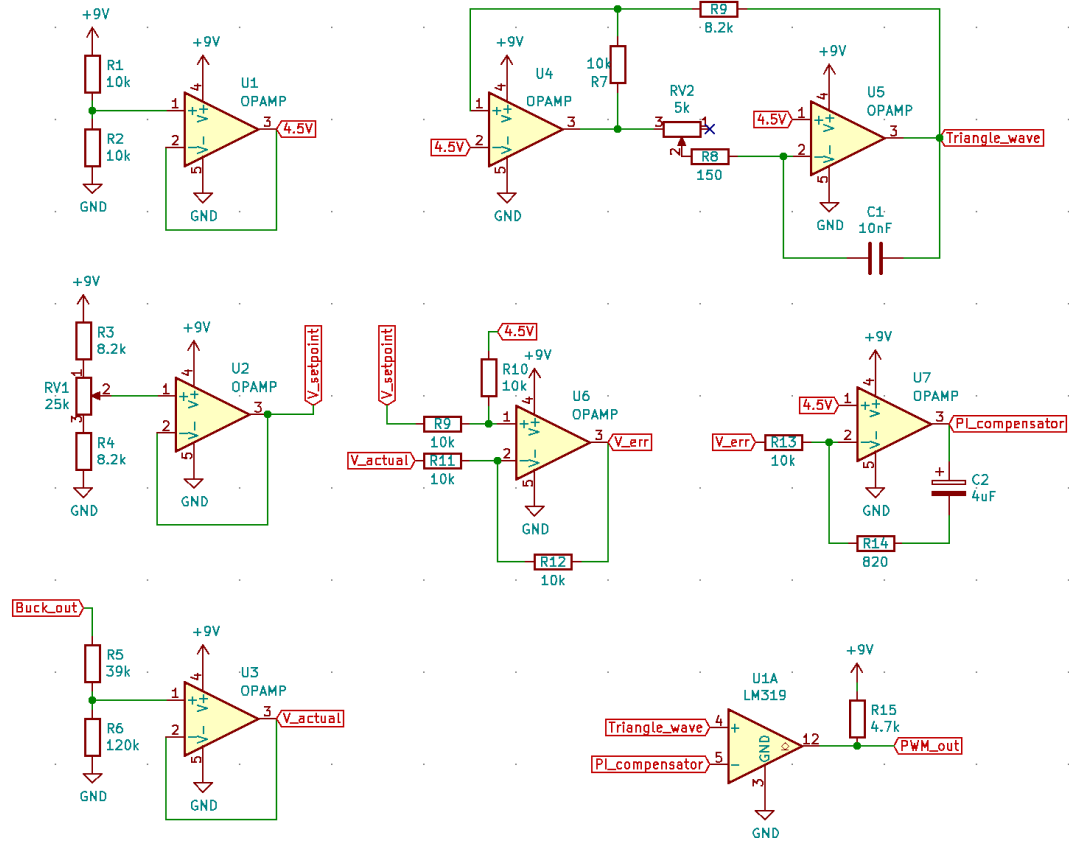 +9V
R1
10k
R2
10k
GND
+9V
U1
OPAMP
1
2
3
4
5
+
-
V+
V-
4.5V
GND
+9V
U4
OPAMP
1
2
3
4
5
+
-
V+
V-
4.5V
GND
10k
R7
R9
8.2k
RV2
5k
3
1
2
R8
150
+9V
U5
OPAMP
4.5V
1
2
3
4
5
+
-
V+
V-
GND
Triangle_wave
C1
10nF
+9V
R3
8.2k
RV1
25k
1
2
3
R4
8.2k
GND
+9V
U2
OPAMP
1
2
3
4
5
+
-
V+
V-
GND
V_setpoint
V_setpoint
4.5V
R10
10k
+9V
U6
OPAMP
R9
10k
V_actual
R11
10k
1
2
3
4
5
+
-
V+
V-
V_err
GND
R12
10k
+9V
U7
OPAMP
4.5V
V_err
R13
10k
1
2
3
4
5
+
-
V+
V-
PI_compensator
GND
+
C2
4uF
R14
820
Buck_out
R5
39k
R6
120k
GND
+9V
U3
OPAMP
1
2
3
4
5
+
-
V+
V-
V_actual
GND
U1A
LM319
Triangle_wave
4
+
PI_compensator
5
-
GND
12
3
GND
+9V
R15
4.7k
PWM_out